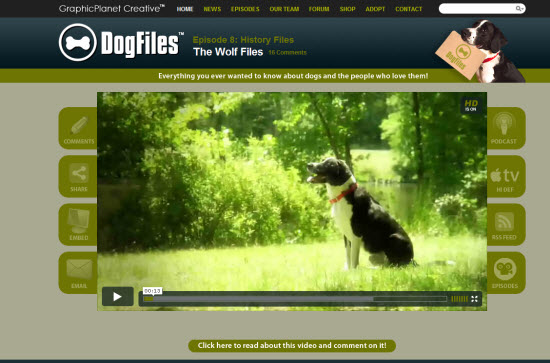 GraphicPlanet Creative™ HOME NEWS EPISODES OUR TEAM FORUM SHOP ADOPT CONTACT
DogFiles™
Episode 8: History Files
The Wolf Files 16 Comments
DogFiles
Everything you ever wanted to know about dogs and the people who love them!
HD
IS ON
COMMENTS
PODCAST
SHARE
tv
HI DEF
EMBED
RSS FEED
EMAIL
EPISODES
00:13
Click here to read about this video and comment on it!